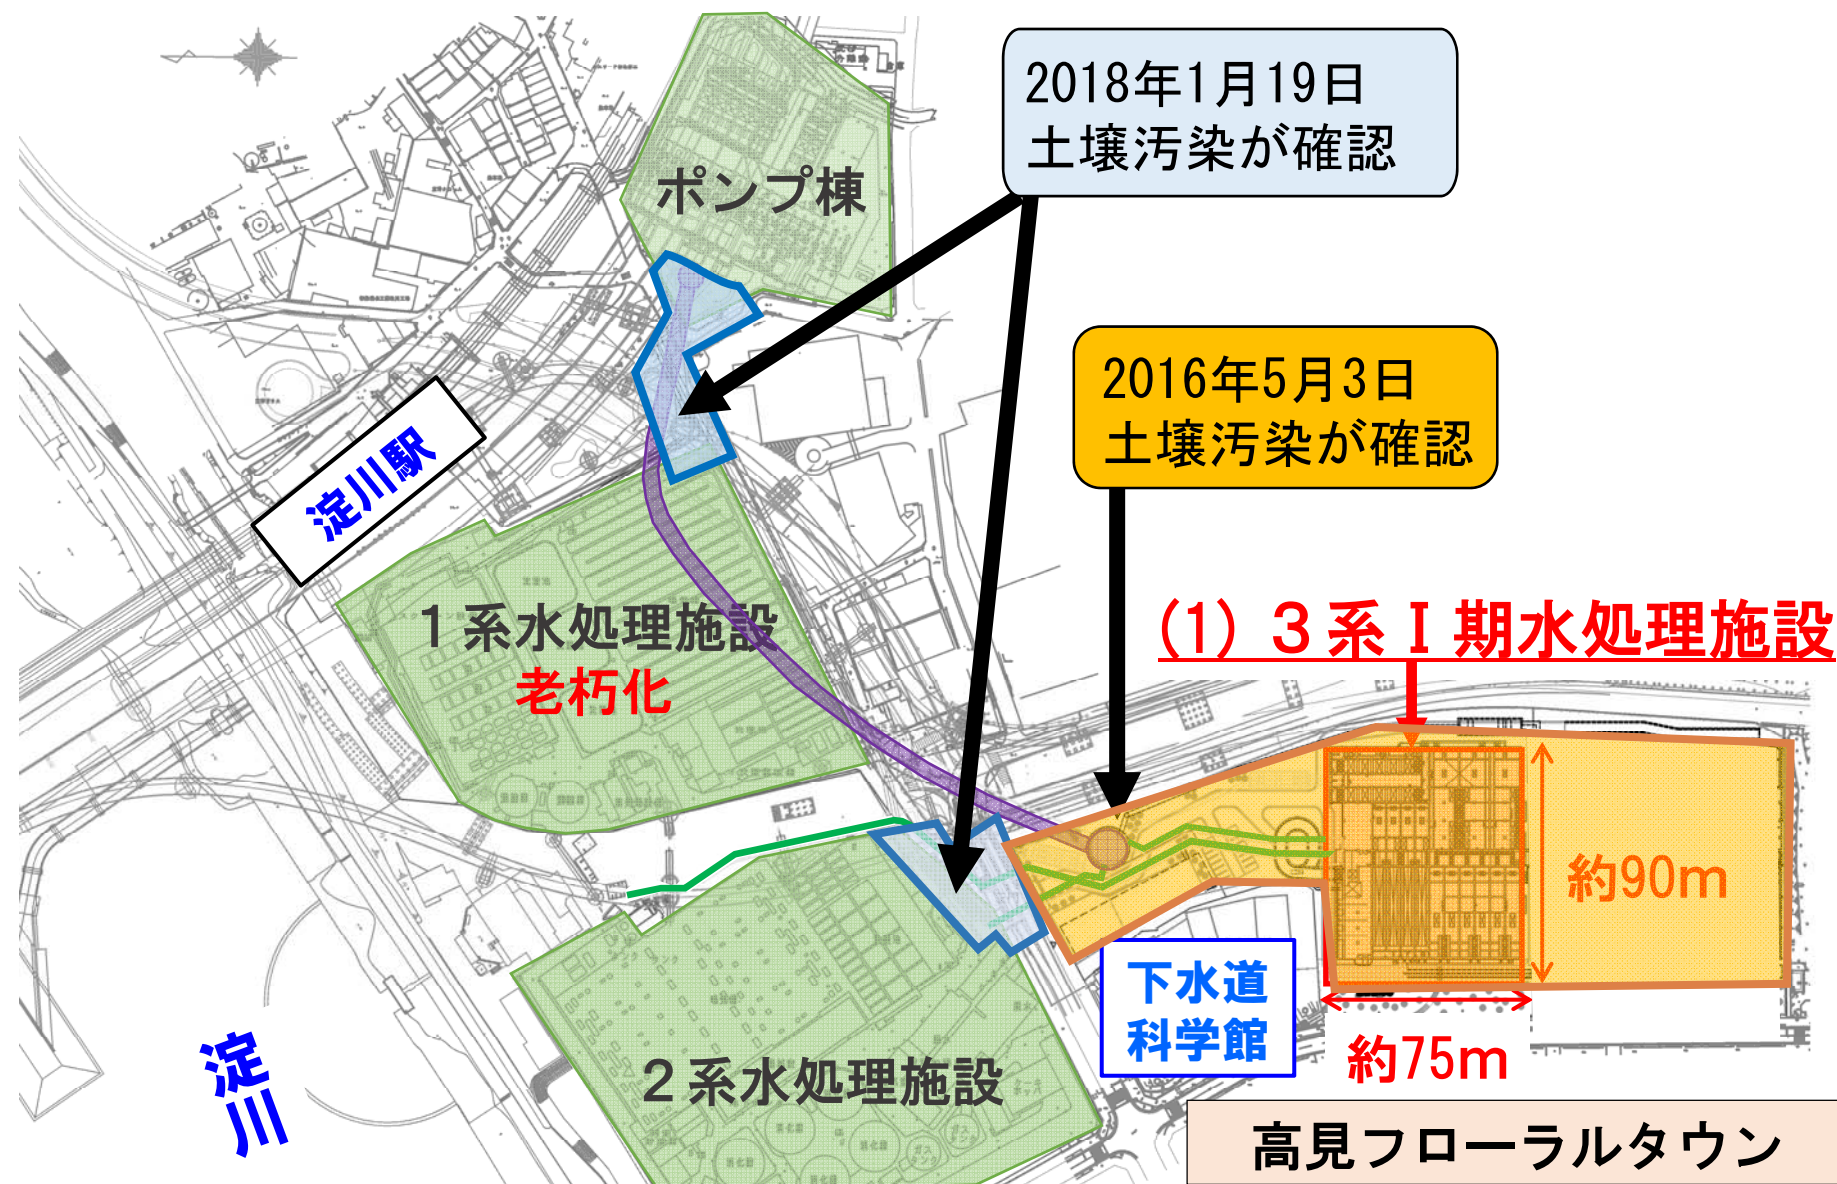 2018年1月19日
土壌汚染が確認
ポンプ棟
2016年5月3日
土壌汚染が確認
淀川駅
1系水処理施設
老朽化
(1) 3系Ⅰ期水処理施設
約90m
下水道
科学館
約75m
2系水処理施設
淀川
高見フローラルタウン